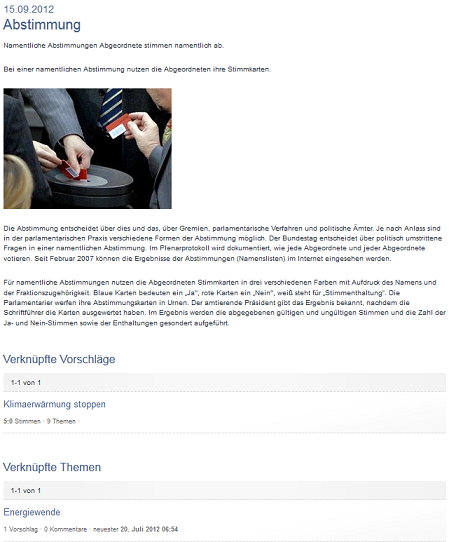 15.09.2012
Abstimmung
Namentliche Abstimmungen Abgeordnete stimmen namentlich ab.
Bei einer namentlichen Abstimmung nutzen die Abgeordneten ihre Stimmkarten.
Die Abstimmung entscheidet über dies und das, über Gremien, parlamentarische Verfahren und politische Ämter. Je nach Anlass sind
in der parlamentarischen Praxis verschiedene Formen der Abstimmung möglich. Der Bundestag entscheidet über politisch umstrittene
Fragen in einer namentlichen Abstimmung. Im Plenarprotokoll wird dokumentiert, wie jede Abgeordnete und jeder Abgeordnete
votieren. Seit Februar 2007 können die Ergebnisse der Abstimmungen (Namenslisten) im Internet eingesehen werden.
Für namentliche Abstimmungen nutzen die Abgeordneten Stimmkarten in drei verschiedenen Farben mit Aufdruck des Namens und
der Fraktionszugehörigkeit. Blaue Karten bedeuten ein „Ja“, rote Karten ein „Nein“, weiß steht für „Stimmenthaltung“. Die
Parlamentarier werfen ihre Abstimmungskarten in Urnen. Der amtierende Präsident gibt das Ergebnis bekannt, nachdem die
Schriftführer die Karten ausgewertet haben. Im Ergebnis werden die abgegebenen gültigen und ungültigen Stimmen und die Zahl der
Ja- und Nein-Stimmen sowie der Enthaltungen gesondert aufgeführt.
Verknüpfte Vorschläge
1-1 von 1
Klimaerwärmung stoppen
5:0 Stimmen · 9 Themen
Verknüpfte Themen
1-1 von 1
Energiewende
1 Vorschlag · 0 Kommentare · neuester 20. Juli 2012 06:54